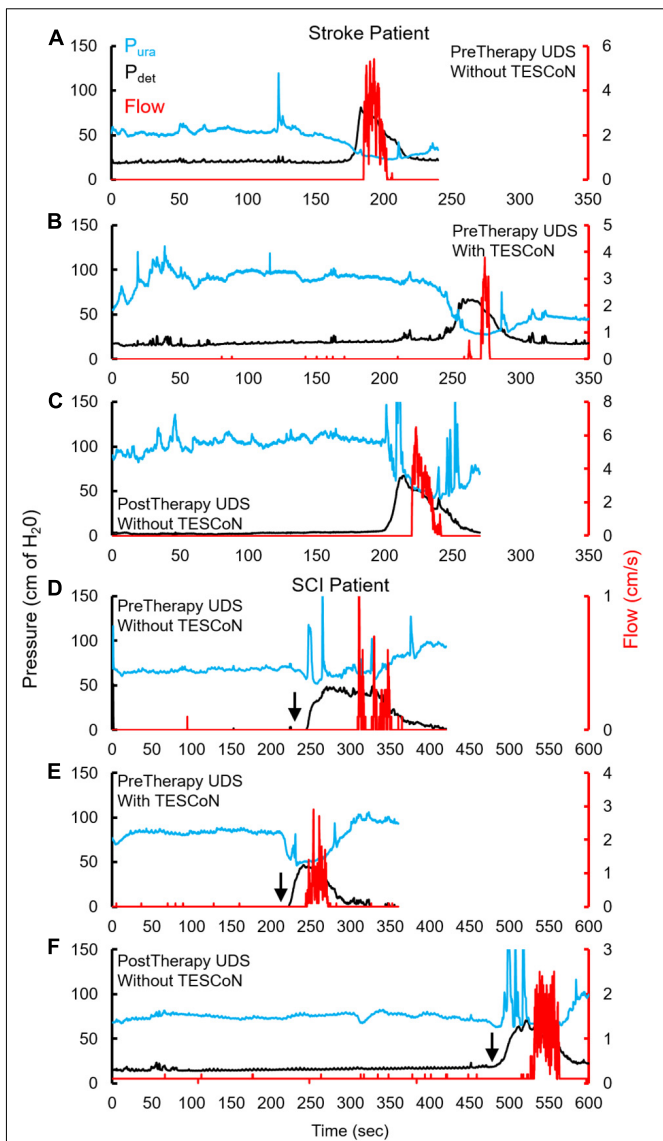 A
Stroke Patient
150
P_ura
P_det
Flow
PreTherapy UDS
Without TESCoN
6
100
4
50
2
0
0
0 50 100 150 200 250 300 350
B
150
PreTherapy UDS
With TESCoN
5
4
100
3
50
2
1
0
0
0 50 100 150 200 250 300 350
C
150
8
100
6
4
50
PostTherapy UDS
Without TESCoN
2
0
0
0 50 100 150 200 250 300 350
Pressure (cm of H₂0)
Flow (cm/s)
D
SCI Patient
150
PreTherapy UDS
Without TESCoN
1
100
50
0
0
0 50 100 150 200 250 300 350 400 450 500 550 600
E
150
PreTherapy UDS
With TESCoN
4
3
100
2
50
1
0
0
0 50 100 150 200 250 300 350 400 450 500 550 600
F
150
PostTherapy UDS
Without TESCoN
3
100
2
50
1
0
0
0 50 100 150 200 250 300 350 400 450 500 550 600
Time (sec)